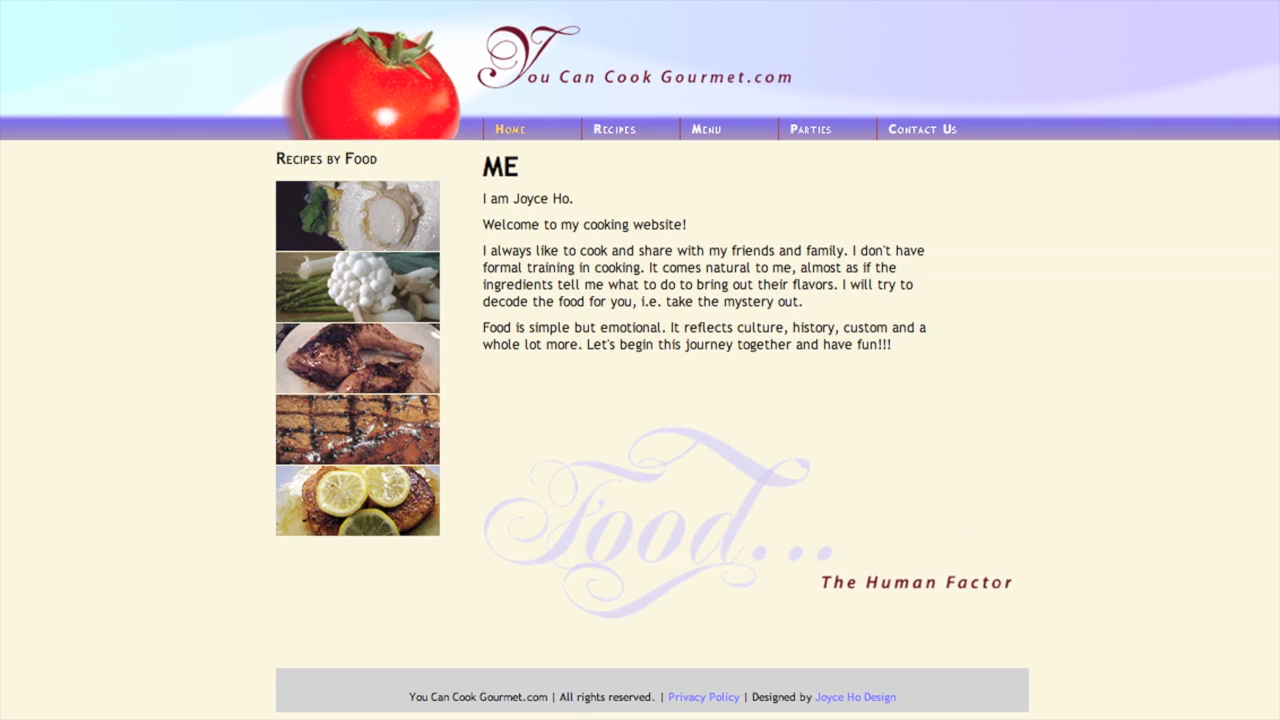 You Can Cook Gourmet.com
Home Recipes Menu Parties Contact Us
Recipes by Food
ME
I am Joyce Ho.
Welcome to my cooking website!
I always like to cook and share with my friends and family. I don't have
formal training in cooking. It comes natural to me, almost as if the
ingredients tell me what to do to bring out their flavors. I will try to
decode the food for you, i.e. take the mystery out.
Food is simple but emotional. It reflects culture, history, custom and a
whole lot more. Let's begin this journey together and have fun!!!
Food...
The Human Factor
You Can Cook Gourmet.com | All rights reserved. | Privacy Policy | Designed by Joyce Ho Design